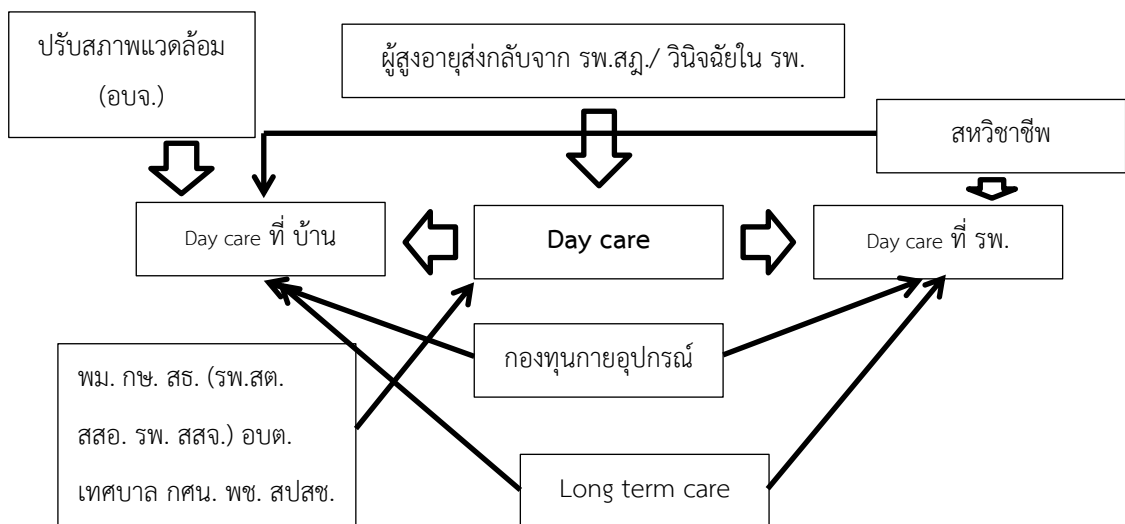 ปรับสภาพแวดล้อม
(อบจ.)
ผู้สูงอายุส่งกลับจาก รพ.สฎ./ วินิจฉัยใน รพ.
สหวิชาชีพ
Day care ที่ บ้าน
Day care
Day care ที่ รพ.
กองทุนกายอุปกรณ์
พม. กษ. สธ. (รพ.สต.
สสอ. รพ. สสจ.) อบต.
เทศบาล กศน. พช. สปสช.
Long term care